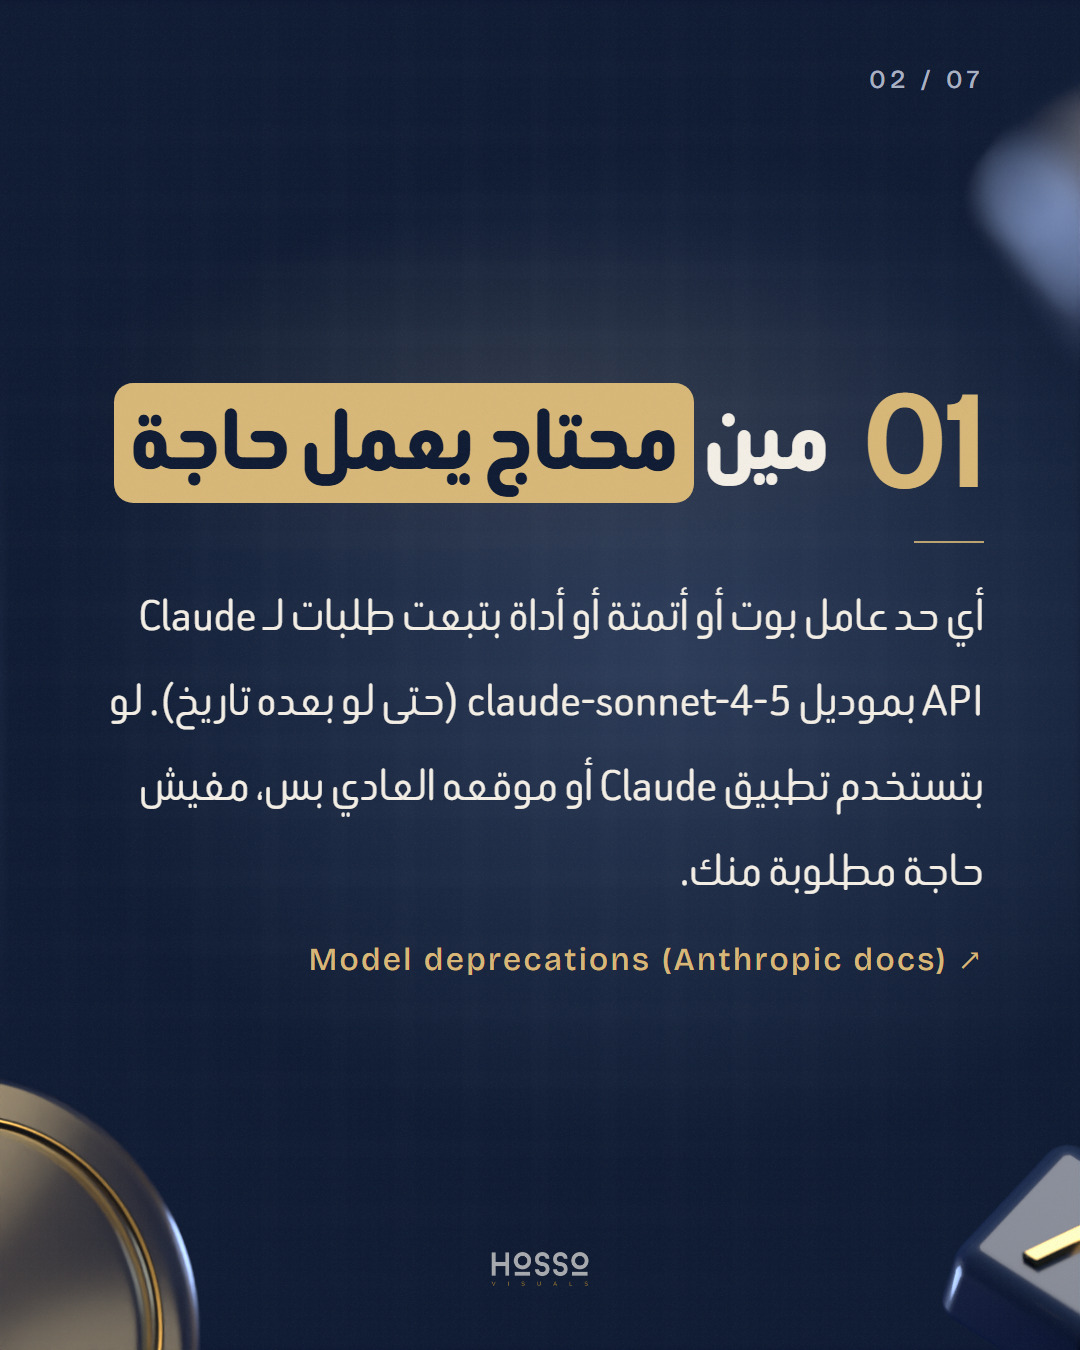 02 / 07
01 مين محتاج يعمل حاجة
أي حد عامل بوت أو أتمتة أو أداة بتبعت طلبات لـ Claude
API بموديل claude-sonnet-4-5 (حتى لو بعده تاريخ). لو
بتستخدم تطبيق Claude أو موقعه العادي بس، مفيش
حاجة مطلوبة منك.
Model deprecations (Anthropic docs) ↗
HOSSO
VISUALS